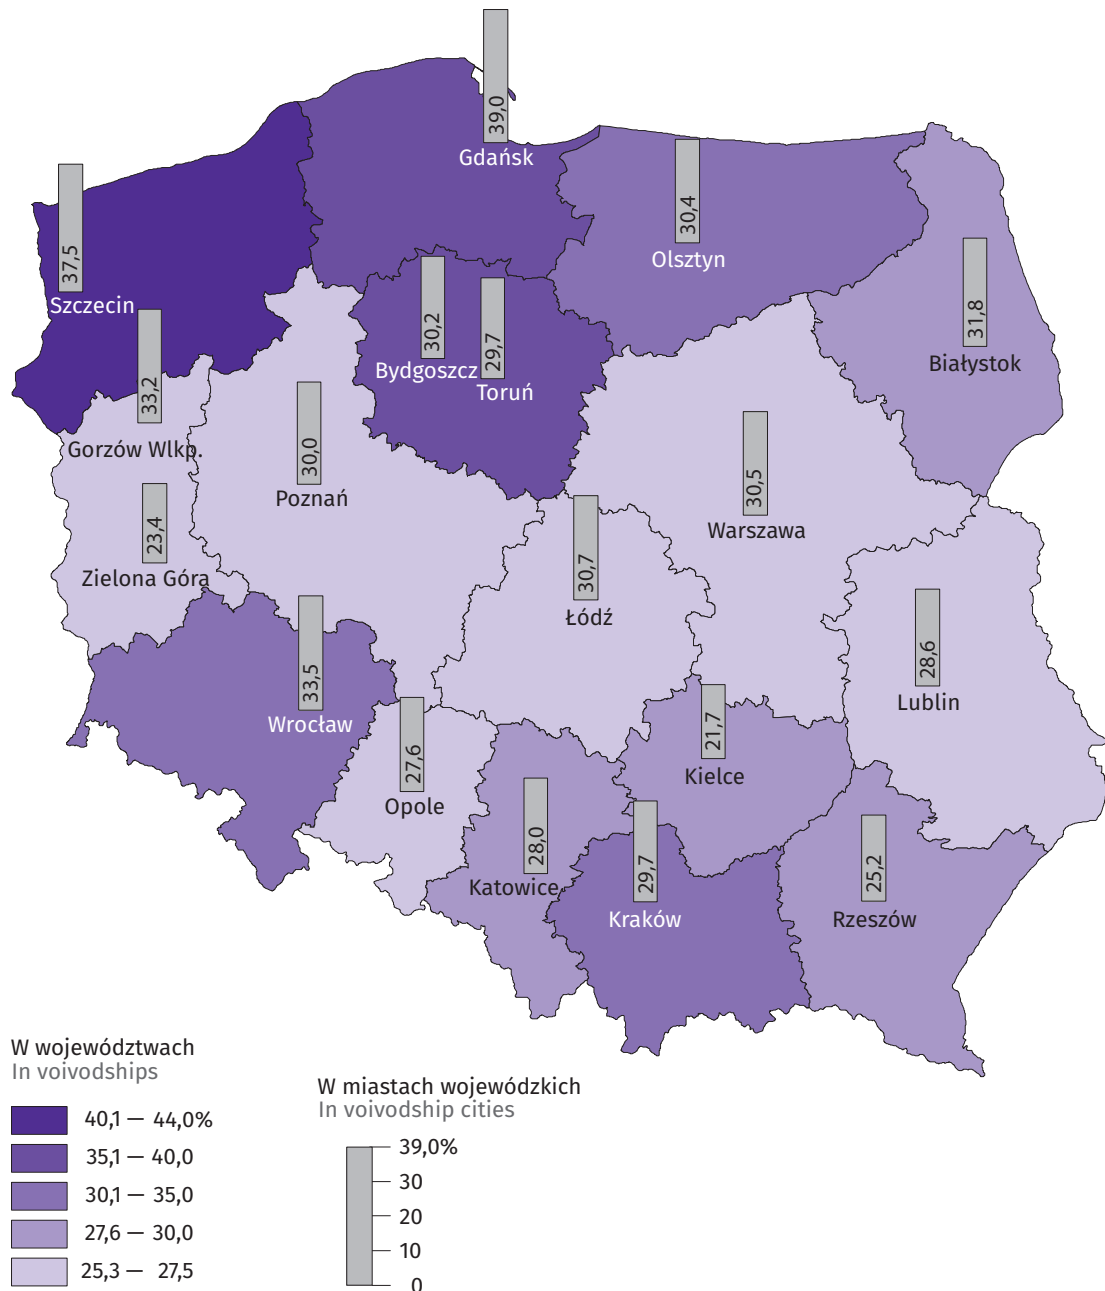 39,0
Gdańsk
30,4
Olsztyn
37,5
Szczecin
31,8
Białystok
30,2
Bydgoszcz
29,7
Toruń
33,2
Gorzów Wlkp.
30,0
Poznań
30,5
Warszawa
23,4
Zielona Góra
30,7
Łódź
28,6
Lublin
33,5
Wrocław
21,7
Kielce
27,6
Opole
28,0
Katowice
29,7
Kraków
25,2
Rzeszów
W województwach
In voivodships
40,1 — 44,0%
35,1 — 40,0
30,1 — 35,0
27,6 — 30,0
25,3 — 27,5
W miastach wojewódzkich
In voivodship cities
39,0%
30
20
10
0